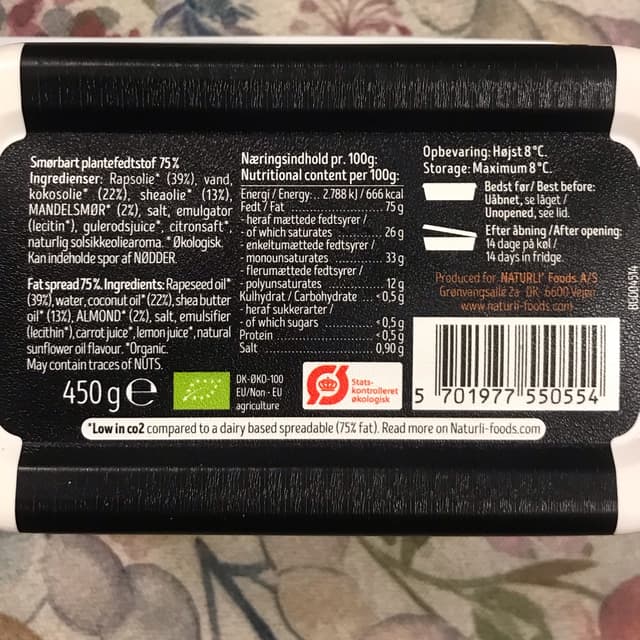 Smørbart plantefedtstof 75%
Ingredienser: Rapsolie* (39%), vand,
kokosolie* (22%), sheaolie* (13%),
MANDELSMØR* (2%), salt, emulgator
(lecitin*), gulerodsjuice*, citronsaft*,
naturlig solsikkeoliearoma. *Økologisk.
Kan indeholde spor af NØDDER.
Fat spread 75%. Ingredients: Rapeseed oil*
(39%), water, coconut oil* (22%), shea butter
oil* (13%), ALMOND* (2%), salt, emulsifier
(lecithin*), carrot juice*, lemon juice*, natural
sunflower oil flavour. *Organic.
May contain traces of NUTS.
450 g e
Næringsindhold pr. 100g:
Nutritional content per 100g:
Energi / Energy... 2.788 kJ / 666 kcal
Fedt / Fat ........ 75 g
- heraf mættede fedtsyrer /
- of which saturates ........ 26 g
- enkeltumættede fedtsyrer /
monounsaturates ........ 33 g
- flerumættede fedtsyrer /
- polyunsaturates ........ 12 g
Kulhydrat / Carbohydrate ... <0,5 g
- heraf sukkerarter /
- of which sugars ........ <0,5 g
Protein ........ <0,5 g
Salt ........ 0,90 g
DK-ØKO-100
EU/Non-EU
agriculture
Ø
Stats-
kontrolleret
økologisk
Opbevaring: Højst 8°C.
Storage: Maximum 8°C.
Bedst før/ Best before:
Uåbnet, se låget /
Unopened, see lid.
Efter åbning /After opening:
14 dage på køl /
14 days in fridge.
Produced for NATURLI' Foods A/S
Grønvangsallé 2a DK 6600 Vejen
www.naturli-foods.com
5 701977 550554
*Low in co2 compared to a dairy based spreadable (75% fat). Read more on Naturli-foods.com